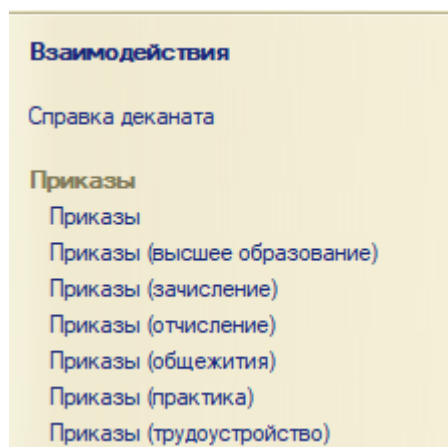 Взаимодействия
Справка деканата
Приказы
Приказы
Приказы (высшее образование)
Приказы (зачисление)
Приказы (отчисление)
Приказы (общежития)
Приказы (практика)
Приказы (трудоустройство)